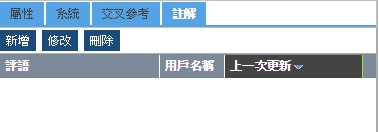 屬性 系統 交叉參考 註解
新增 修改 刪除
評語 用戶名稱 上一次更新